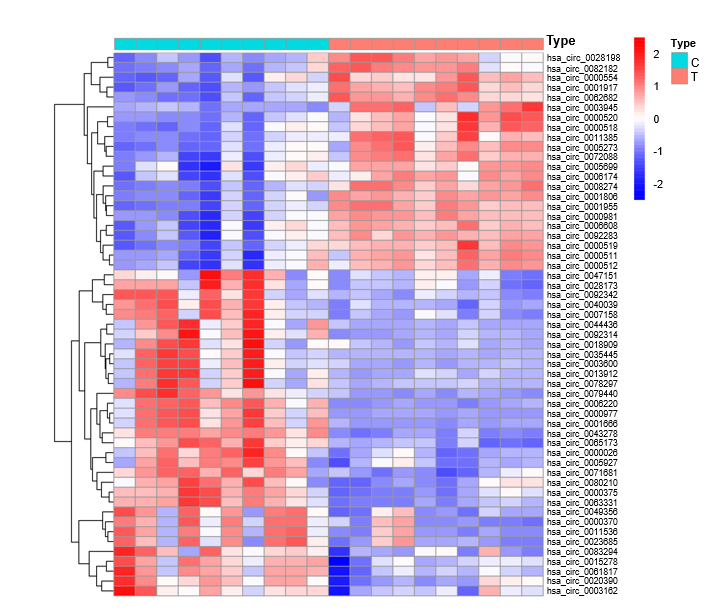 Type
hsa_circ_0028198
hsa_circ_0082182
hsa_circ_0000554
hsa_circ_0001917
hsa_circ_0062682
hsa_circ_0003945
hsa_circ_0000520
hsa_circ_0000518
hsa_circ_0011385
hsa_circ_0005273
hsa_circ_0072088
hsa_circ_0005699
hsa_circ_0006174
hsa_circ_0008274
hsa_circ_0001806
hsa_circ_0001955
hsa_circ_0000981
hsa_circ_0006608
hsa_circ_0092283
hsa_circ_0000519
hsa_circ_0000511
hsa_circ_0000512
hsa_circ_0047151
hsa_circ_0028173
hsa_circ_0092342
hsa_circ_0040039
hsa_circ_0007158
hsa_circ_0044436
hsa_circ_0092314
hsa_circ_0018909
hsa_circ_0035445
hsa_circ_0003600
hsa_circ_0013912
hsa_circ_0078297
hsa_circ_0079440
hsa_circ_0006220
hsa_circ_0000977
hsa_circ_0001666
hsa_circ_0043278
hsa_circ_0065173
hsa_circ_0000026
hsa_circ_0005927
hsa_circ_0071681
hsa_circ_0080210
hsa_circ_0000375
hsa_circ_0063331
hsa_circ_0049356
hsa_circ_0000370
hsa_circ_0011536
hsa_circ_0023685
hsa_circ_0083294
hsa_circ_0015278
hsa_circ_0061817
hsa_circ_0020390
hsa_circ_0003162
2
1
0
-1
-2
Type
C
T